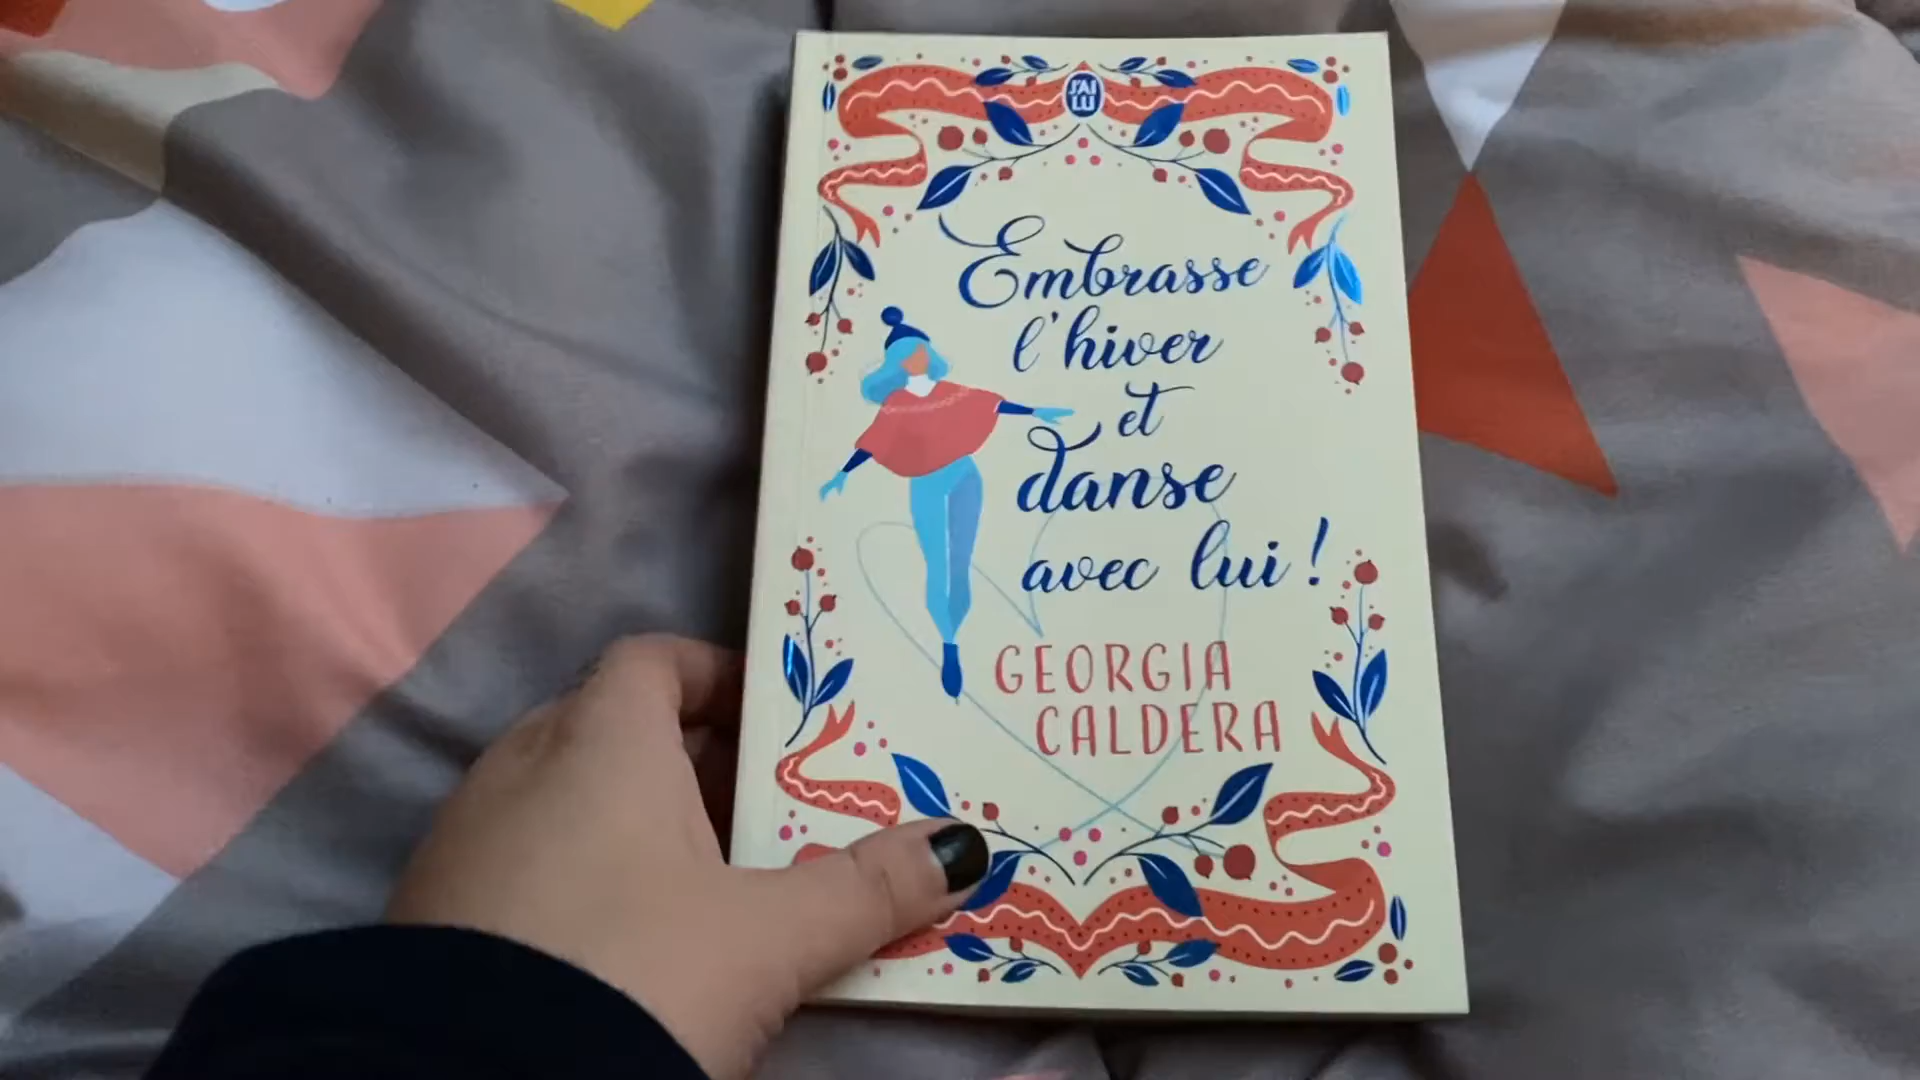 J'AI
LU
Embrasse
l'hiver
et
danse
avec lui !
GEORGIA
CALDERA